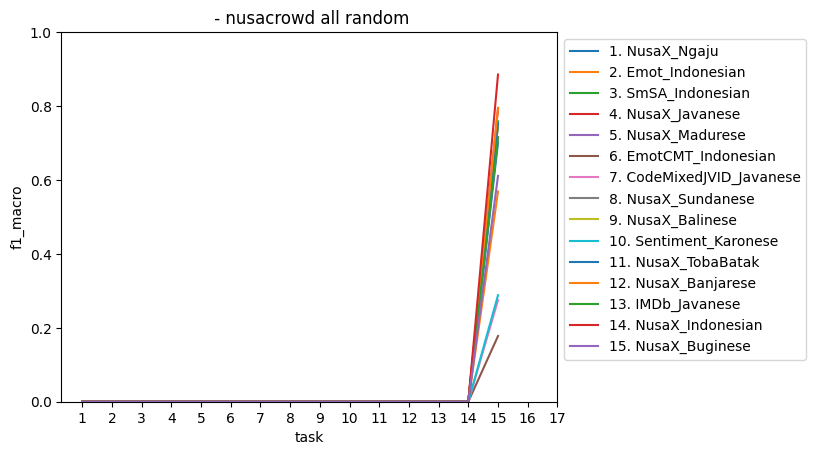 - nusacrowd all random
f1_macro
1.0
0.8
0.6
0.4
0.2
0.0
1 2 3 4 5 6 7 8 9 10 11 12 13 14 15 16 17
task
1. NusaX_Ngaju
2. Emot_Indonesian
3. SmSA_Indonesian
4. NusaX_Javanese
5. NusaX_Madurese
6. EmotCMT_Indonesian
7. CodeMixedJVID_Javanese
8. NusaX_Sundanese
9. NusaX_Balinese
10. Sentiment_Karonese
11. NusaX_TobaBatak
12. NusaX_Banjarese
13. IMDb_Javanese
14. NusaX_Indonesian
15. NusaX_Buginese